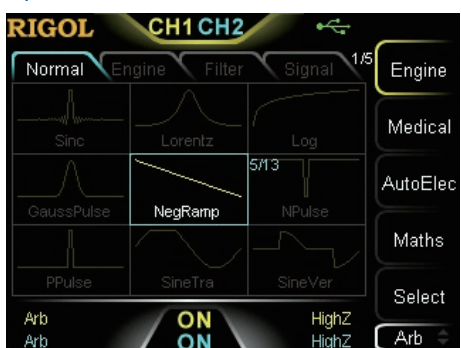 RIGOL CH1 CH2
Normal Engine Filter Signal 1/5
Engine
Sinc Lorentz Log
Medical
5/13
GaussPulse NegRamp NPulse
AutoElec
Maths
PPulse SineTra SineVer
Select
Arb ON HighZ
Arb ON HighZ
Arb